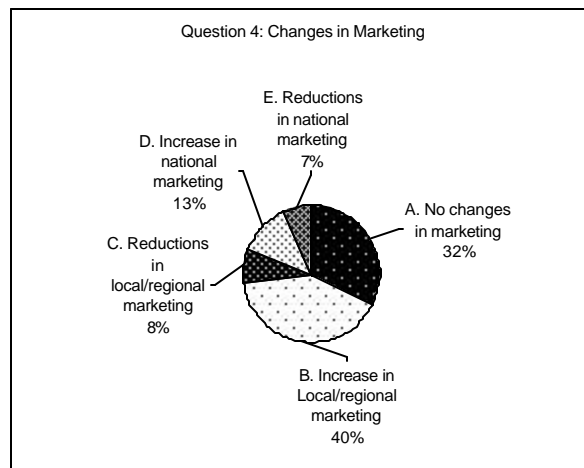 Question 4: Changes in Marketing
E. Reductions
in national
marketing
7%
D. Increase in
national
marketing
13%
A. No changes
in marketing
32%
C. Reductions
in
local/regional
marketing
8%
B. Increase in
Local/regional
marketing
40%